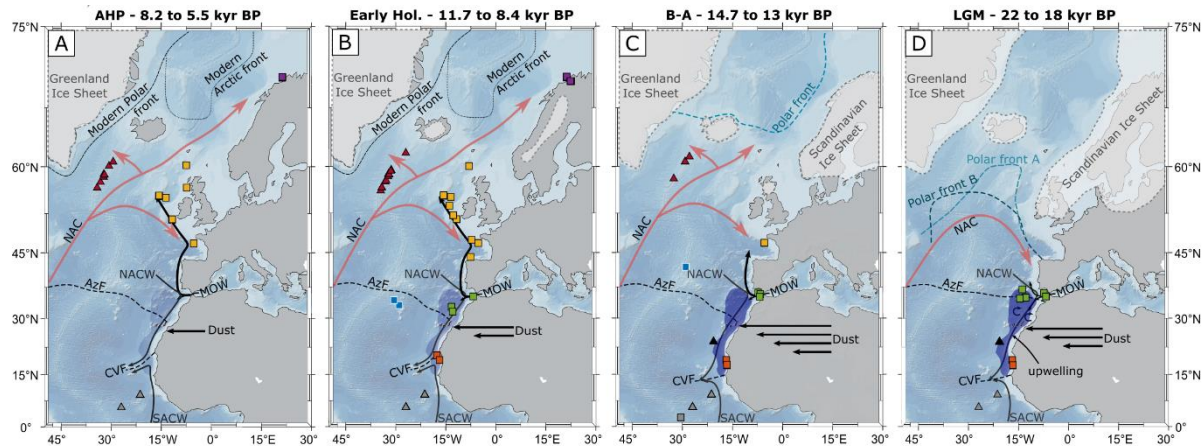 AHP - 8.2 to 5.5 kyr BP
Early Hol. - 11.7 to 8.4 kyr BP
B-A - 14.7 to 13 kyr BP
LGM - 22 to 18 kyr BP
75°N
60°N
45°N
30°N
15°N
0°
A
Greenland
Ice Sheet
Modern Polar
front
Modern
Arctic front
NAC
NACW
AzF
MOW
Dust
CVF
SACW
45°W
30°W
15°W
0°
15°E
30°E
B
Greenland
Ice Sheet
Modern Polar
front
Modern
Arctic front
NAC
NACW
AzF
MOW
Dust
CVF
SACW
45°W
30°W
15°W
0°
15°E
30°E
C
Greenland
Ice Sheet
Polar front
Scandinavian
Ice Sheet
NAC
NACW
AzF
MOW
Dust
CVF
SACW
45°W
30°W
15°W
0°
15°E
30°E
D
Greenland
Ice Sheet
Scandinavian Ice Sheet
Polar front A
Polar front B
NAC
NACW
AzF
MOW
Dust
upwelling
CVF
SACW
45°W
30°W
15°W
0°
15°E
30°E
75°N
60°N
45°N
30°N
15°N
0°